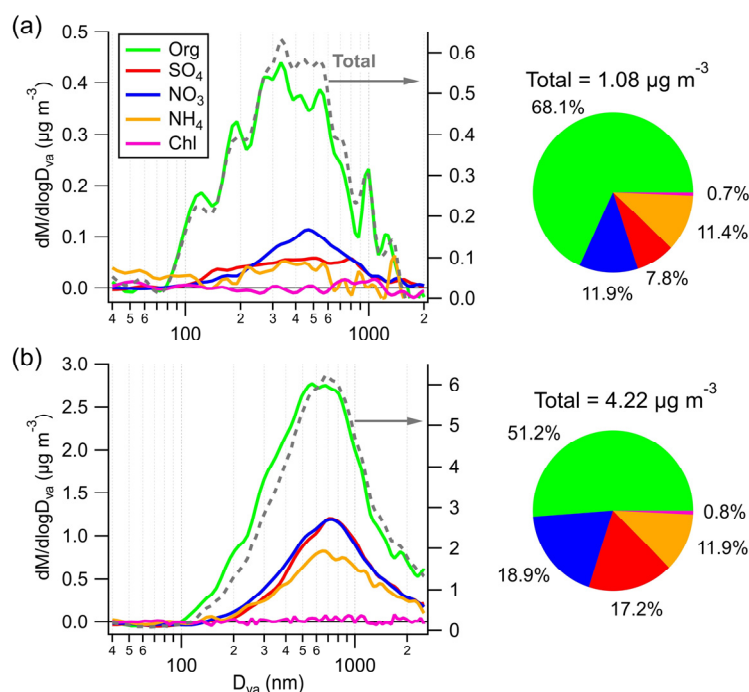 (a)
0.5
0.4
0.3
0.2
0.1
0.0
dM/dlogDva (µg m-3)
Org
SO4
NO3
NH4
Chl
Total
0.6
0.5
0.4
0.3
0.2
0.1
0.0
4 5 6 100 2 3 4 5 6 1000 2
Total = 1.08 µg m-3
68.1%
0.7%
11.4%
7.8%
11.9%
(b)
3.0
2.5
2.0
1.5
1.0
0.5
0.0
dM/dlogDva (µg m-3)
6
5
4
3
2
1
0
4 5 6 100 2 3 4 5 6 1000 2
Dva (nm)
Total = 4.22 µg m-3
51.2%
0.8%
11.9%
17.2%
18.9%